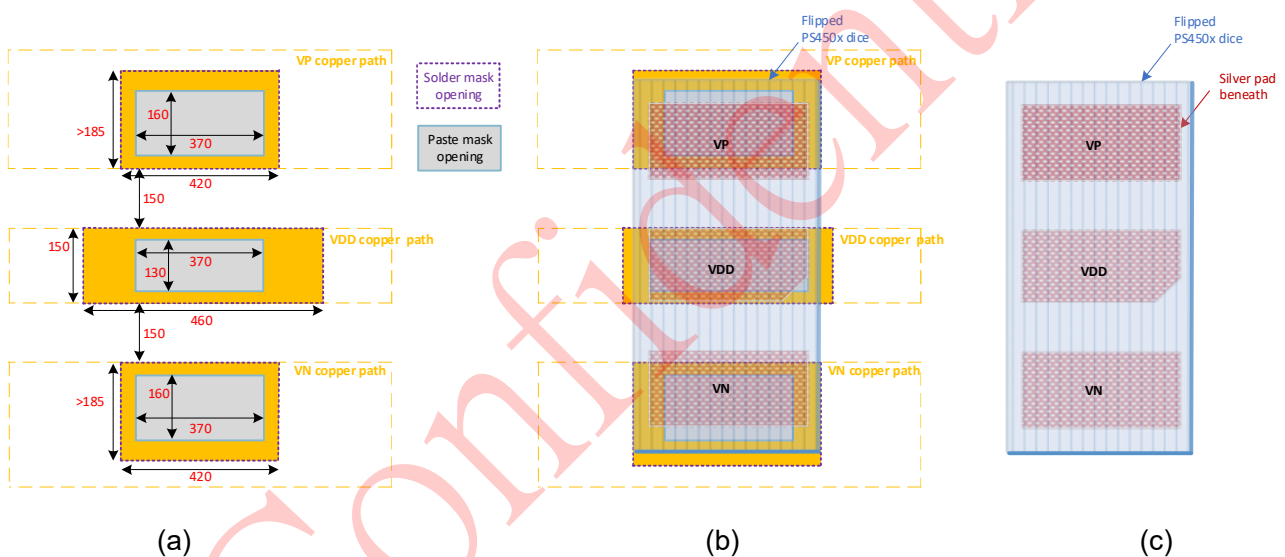 VP copper path
>185
160
370
420
150
Solder mask
opening
Paste mask
opening
VDD copper path
150
370
130
460
150
VN copper path
>185
160
370
420
(a)
Flipped
PS450x dice
VP copper path
VP
VDD copper path
VDD
VN copper path
VN
(b)
Flipped
PS450x dice
Silver pad
beneath
VP
VDD
VN
(c)
Confidenti